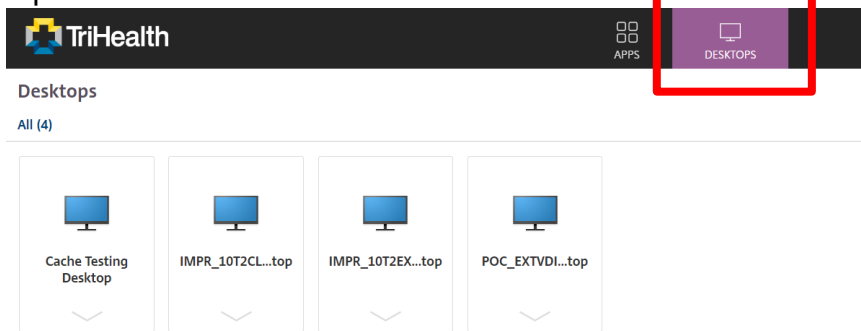 TriHealth
APPS
DESKTOPS
Desktops
All (4)
Cache Testing
Desktop
IMPR_10T2CL...top
IMPR_10T2EX...top
POC_EXTVDI...top